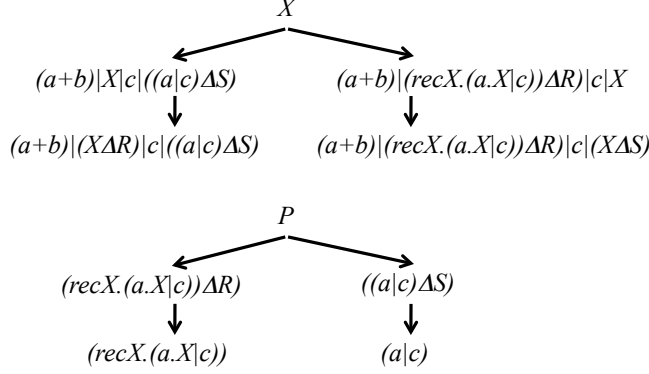 X
(a+b)|X|c|((a|c)ΔS) (a+b)|(recX.(a.X|c))ΔR)|c|X
(a+b)|(XΔR)|c|((a|c)ΔS) (a+b)|(recX.(a.X|c))ΔR)|c|(XΔS)
P
(recX.(a.X|c))ΔR) ((a|c)ΔS)
(recX.(a.X|c)) (a|c)